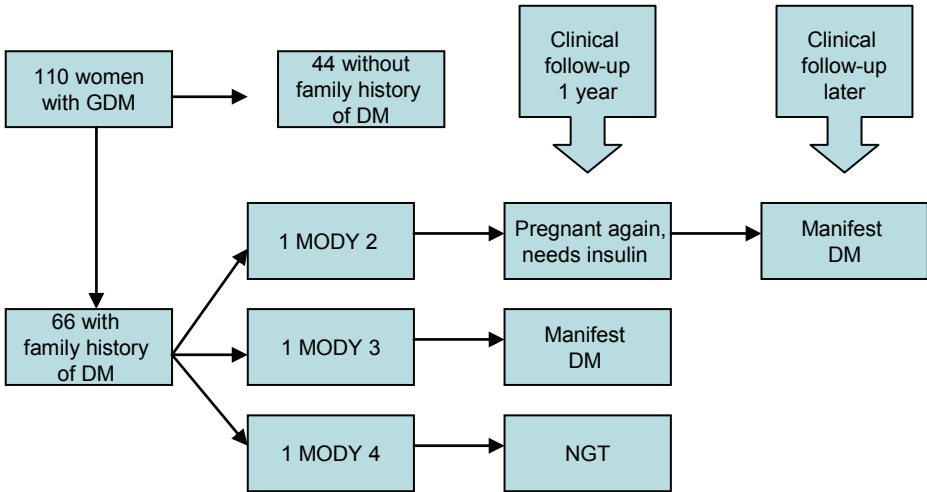 110 women
with GDM
44 without
family history
of DM
Clinical
follow-up
1 year
Clinical
follow-up
later
1 MODY 2
Pregnant again,
needs insulin
Manifest
DM
66 with
family history
of DM
1 MODY 3
Manifest
DM
1 MODY 4
NGT